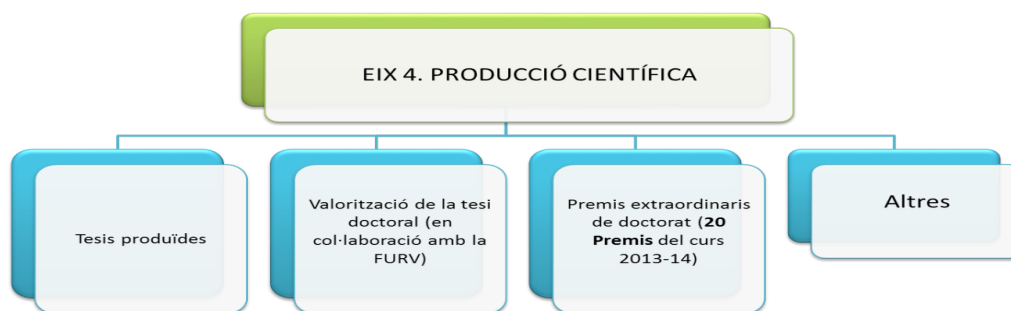 EIX 4. PRODUCCIÓ CIENTÍFICA
Tesis produïdes
Valorització de la tesi
doctoral (en
col·laboració amb la
FURV)
Premis extraordinaris
de doctorat (20
Premis del curs
2013-14)
Altres